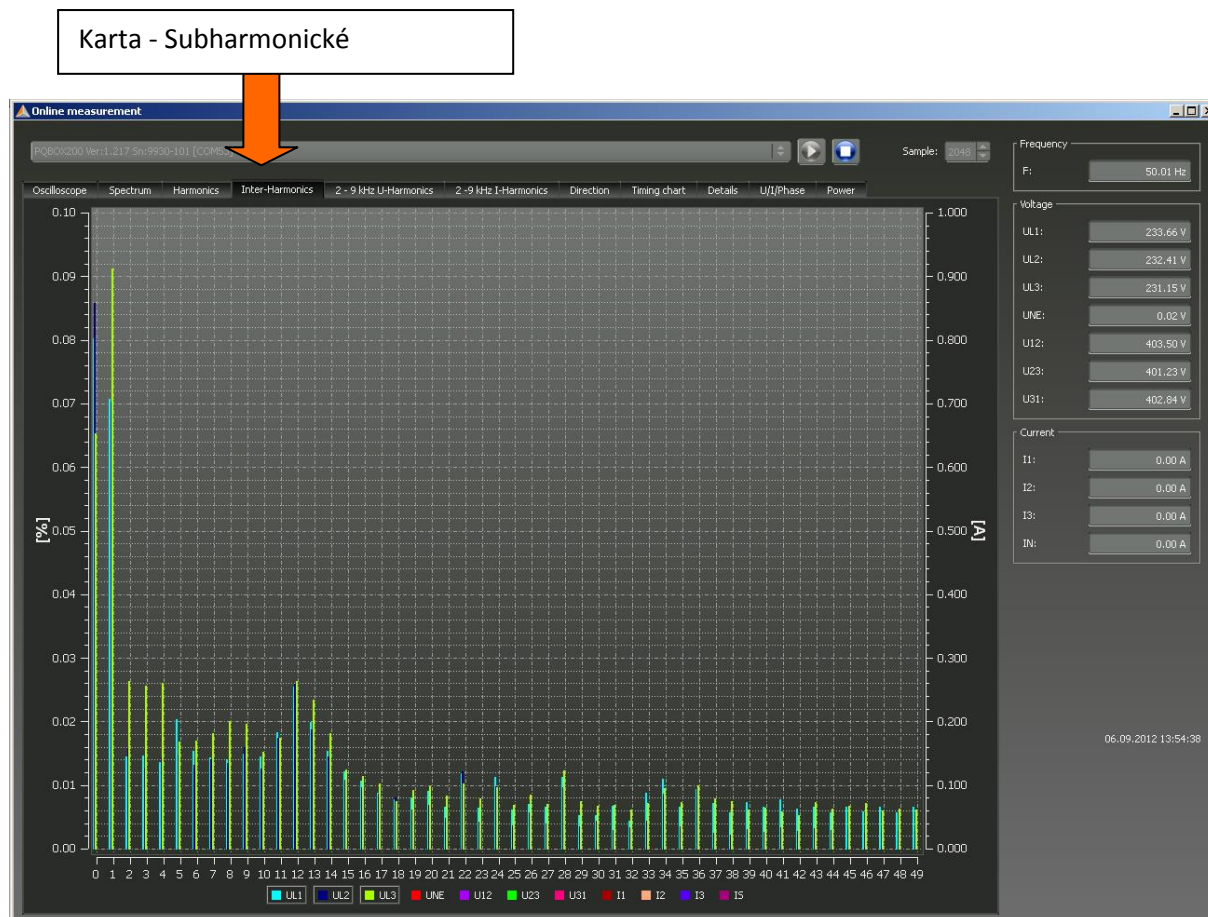 Karta - Subharmonické
Online measurement
PQBOX200 Ver:1.217 Sn:9930-101 [COM53]
Sample: 2048
Oscilloscope Spectrum Harmonics Inter-Harmonics 2 - 9 kHz U-Harmonics 2 -9 kHz I-Harmonics Direction Timing chart Details U/I/Phase Power
0.10
0.09
0.08
0.07
0.06
0.05
0.04
0.03
0.02
0.01
0.00
[%]
1.000
0.900
0.800
0.700
0.600
0.500
0.400
0.300
0.200
0.100
0.000
[A]
0 1 2 3 4 5 6 7 8 9 10 11 12 13 14 15 16 17 18 19 20 21 22 23 24 25 26 27 28 29 30 31 32 33 34 35 36 37 38 39 40 41 42 43 44 45 46 47 48 49
UL1 UL2 UL3 UNE U12 U23 U31 I1 I2 I3 I5
Frequency
F: 50.01 Hz
Voltage
UL1: 233.66 V
UL2: 232.41 V
UL3: 231.15 V
UNE: 0.02 V
U12: 403.50 V
U23: 401.23 V
U31: 402.84 V
Current
I1: 0.00 A
I2: 0.00 A
I3: 0.00 A
IN: 0.00 A
06.09.2012 13:54:38